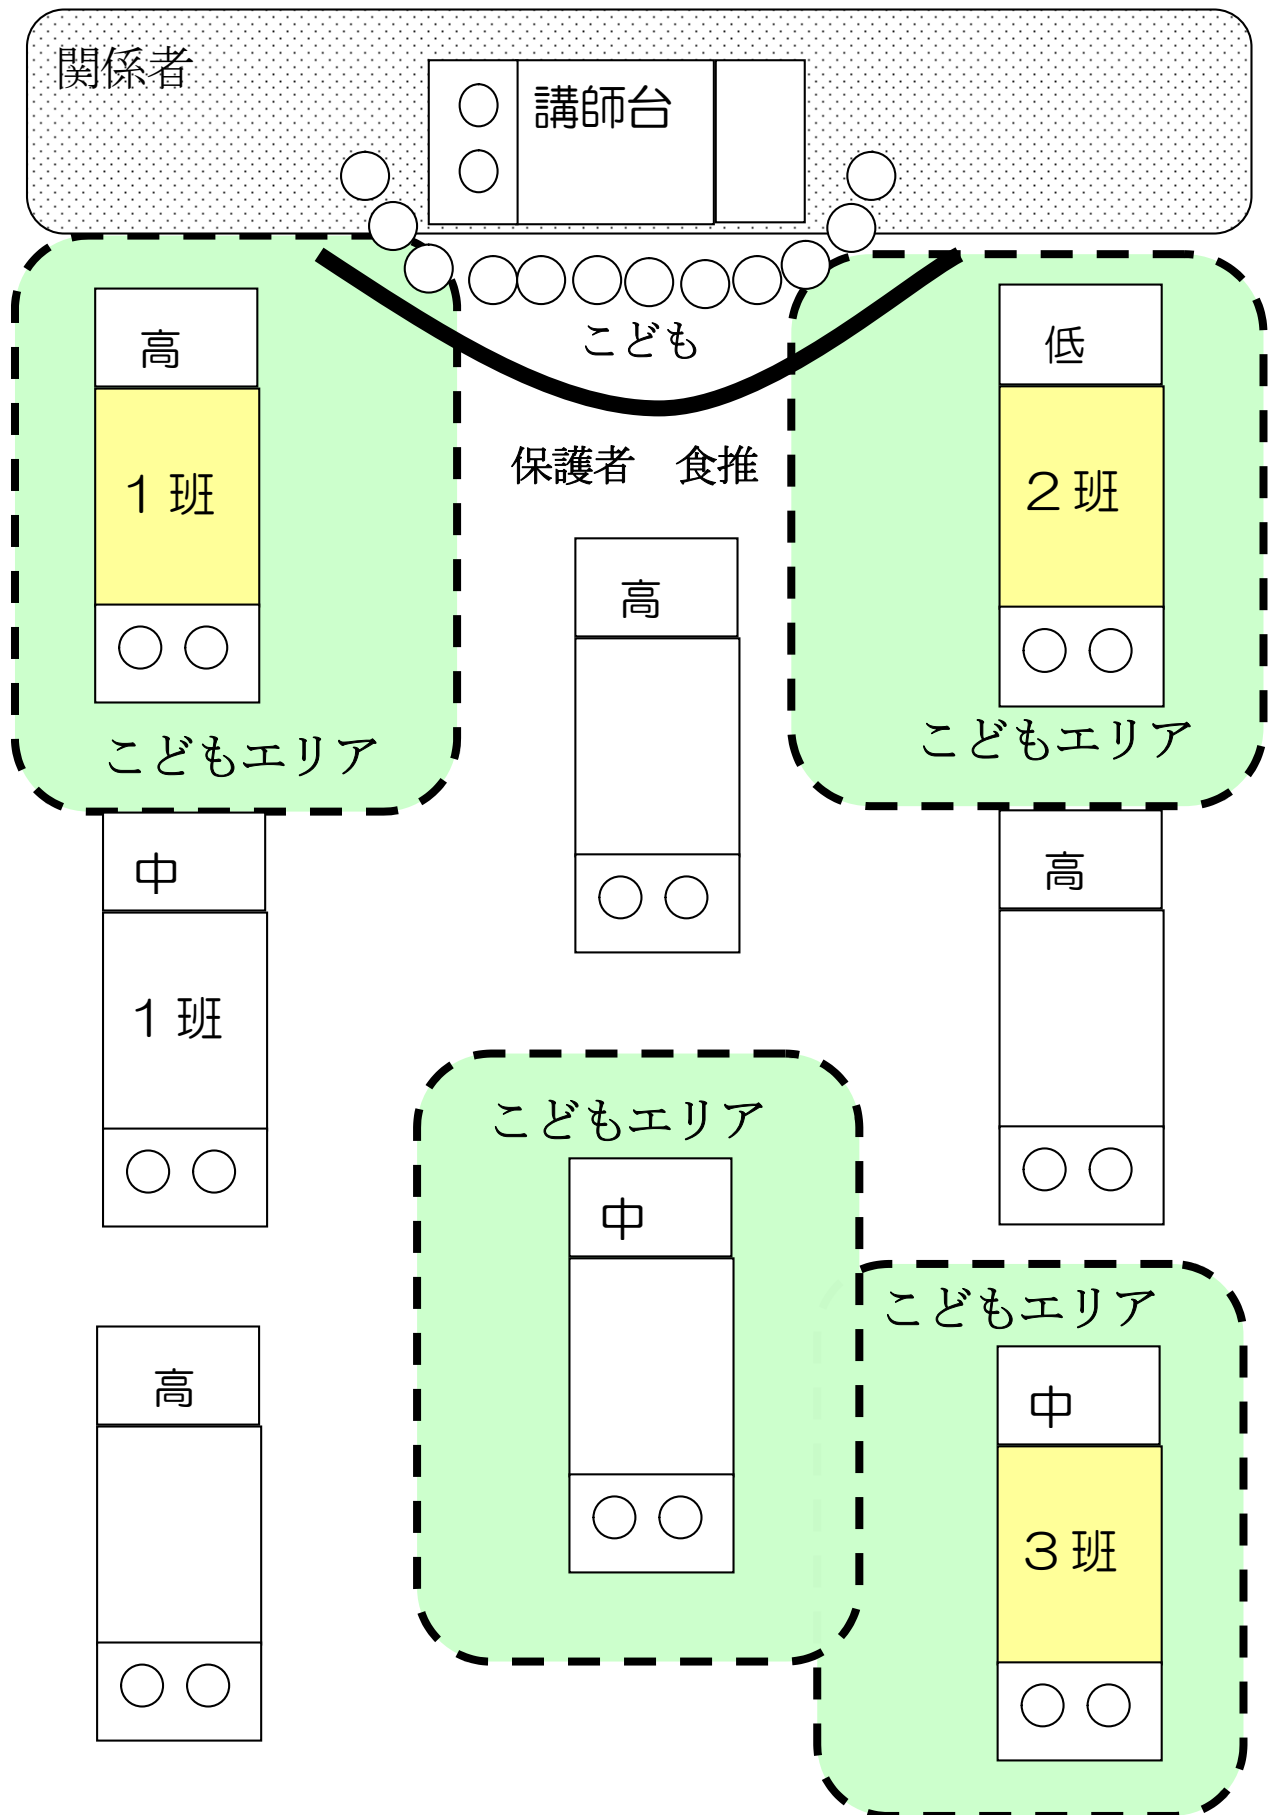 関係者
講師台
こども
保護者　食推
高
１班
こどもエリア
低
２班
こどもエリア
高
中
１班
高
こどもエリア
中
こどもエリア
中
３班
高